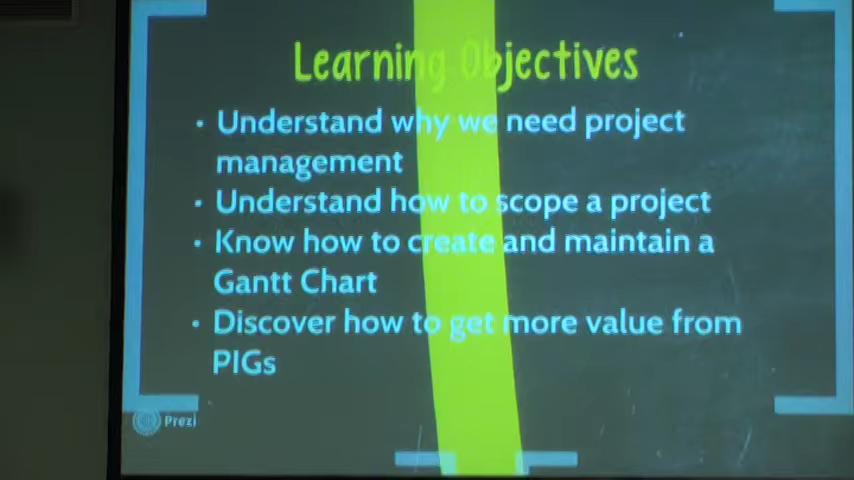 Learning Objectives
• Understand why we need project
management
• Understand how to scope a project
• Know how to create and maintain a
Gantt Chart
• Discover how to get more value from
PIGs
Prezi